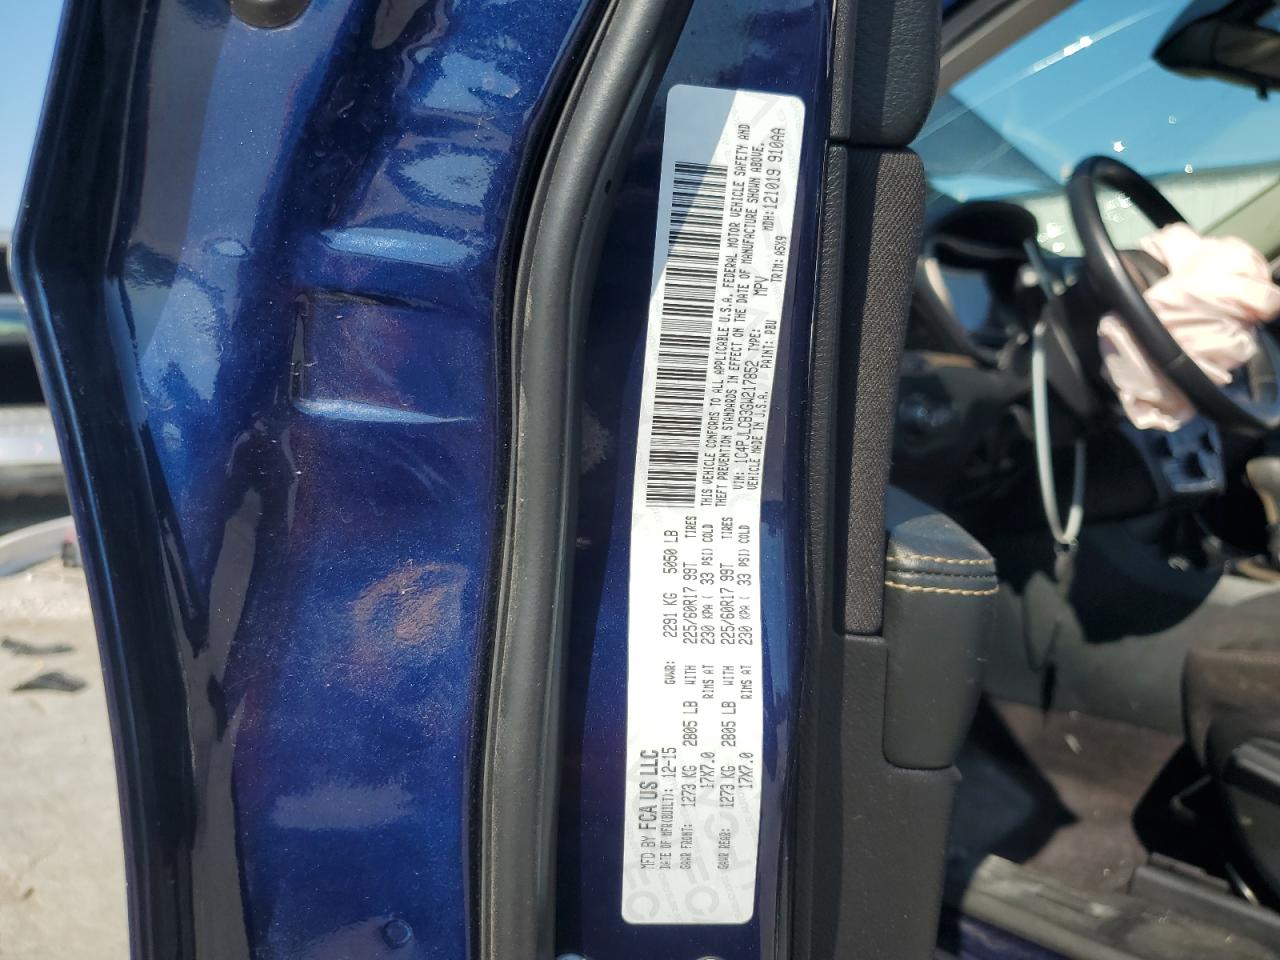 MFD BY FCA US LLC
DATE OF MFR(BUILT): 12-15 GVWR: 2291 KG 5050 LB
GAWR FRONT: 1273 KG 2805 LB WITH 225/60R17 99T TIRES
17X7.0 RIMS AT 230 KPA ( 33 PSI) COLD
GAWR REAR: 1273 KG 2805 LB WITH 225/60R17 99T TIRES
17X7.0 RIMS AT 230 KPA ( 33 PSI) COLD
THIS VEHICLE CONFORMS TO ALL APPLICABLE U.S.A. FEDERAL MOTOR VEHICLE SAFETY AND
THEFT PREVENTION STANDARDS IN EFFECT ON THE DATE OF MANUFACTURE SHOWN ABOVE.
VIN: 1C4PJLCB3GW217852 TYPE: MPV MDH:121019 910AA
VEHICLE MADE IN U.S.A. PAINT: PBU TRIM: A5X9